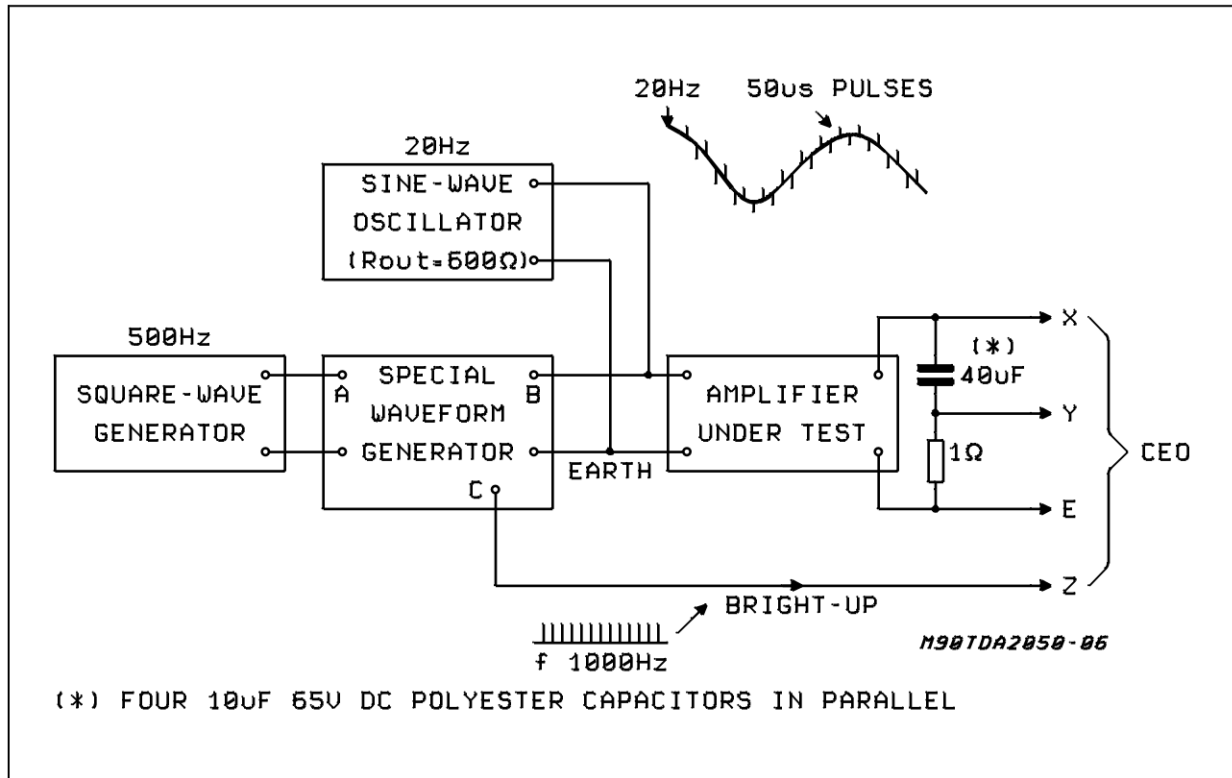 20Hz 50us PULSES
20Hz
SINE-WAVE
OSCILLATOR
(Rout=600Ω)
500Hz
SQUARE-WAVE
GENERATOR
A
SPECIAL
WAVEFORM
GENERATOR
B
C
EARTH
AMPLIFIER
UNDER TEST
(*)
40uF
1Ω
X
Y
E
Z
CEO
BRIGHT-UP
f 1000Hz
M90TDA2050-06
(*) FOUR 10uF 65V DC POLYESTER CAPACITORS IN PARALLEL